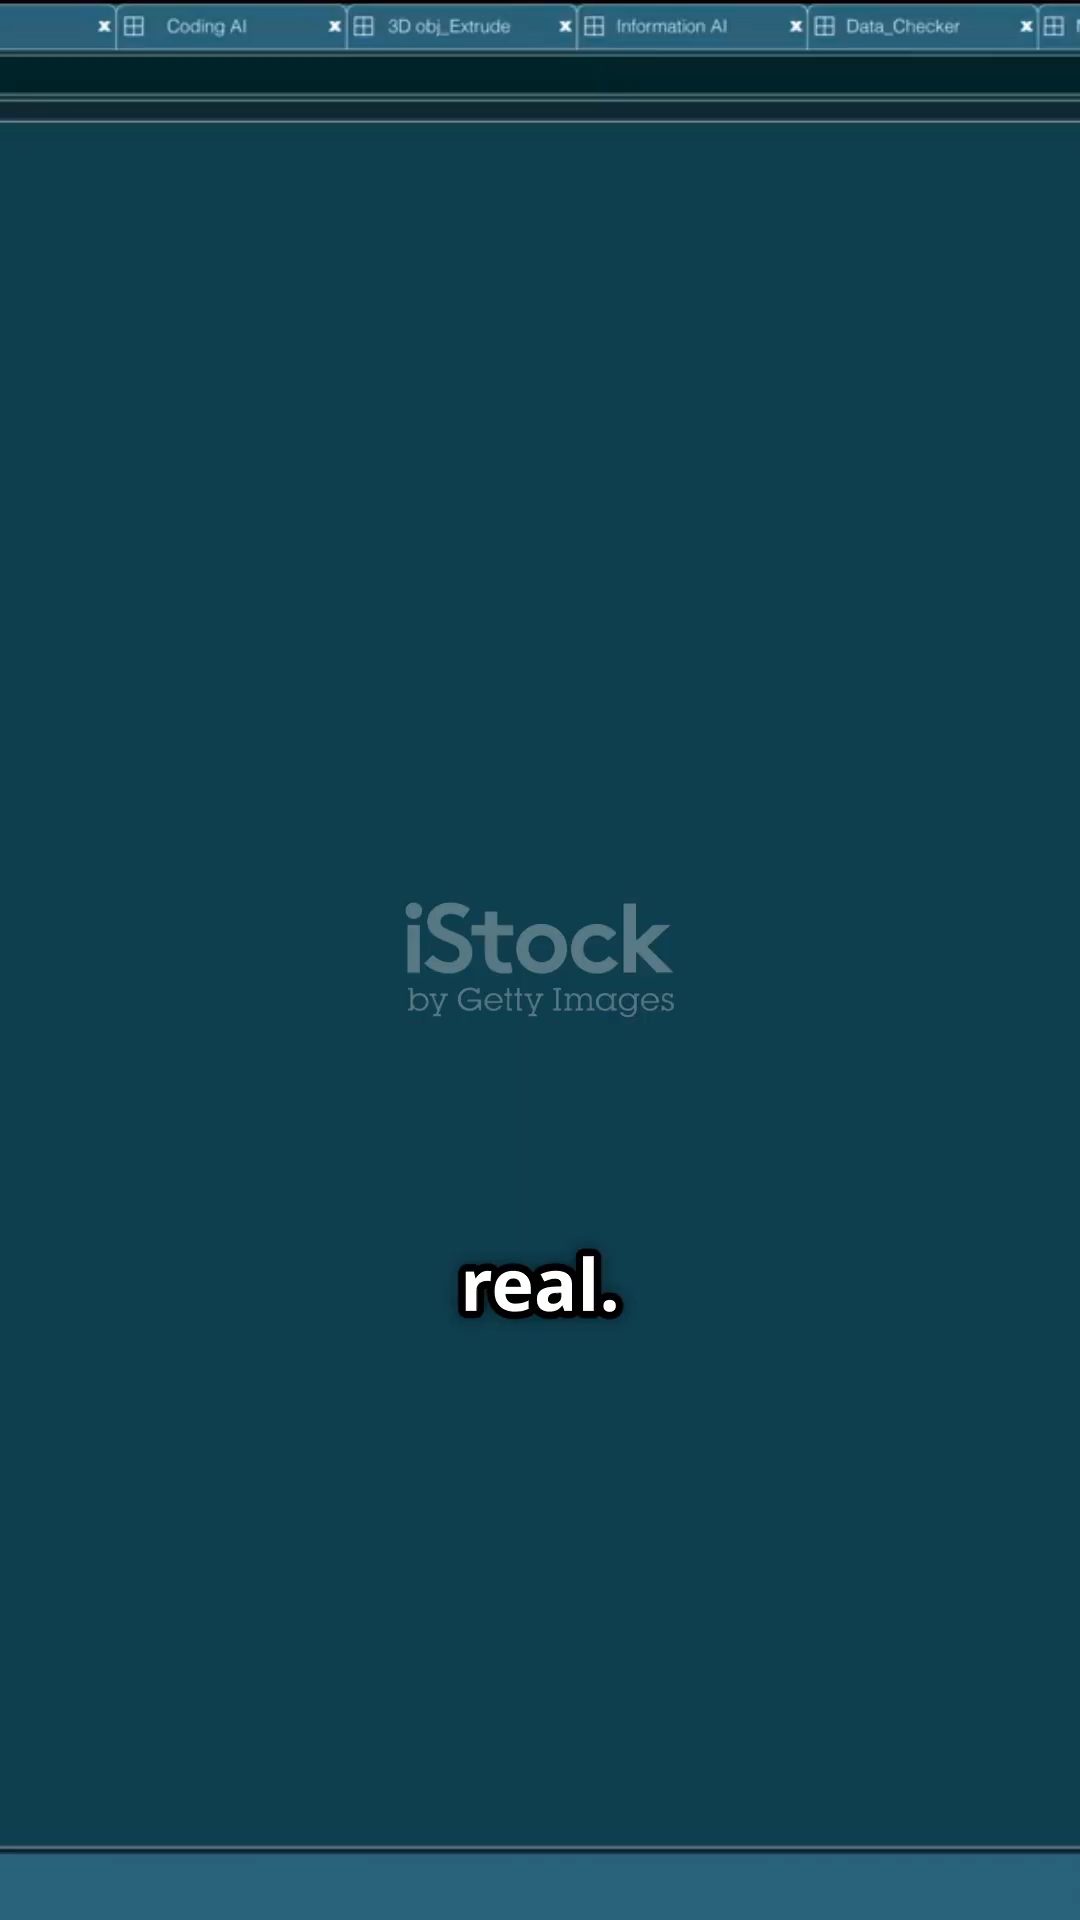 x Coding AI x 3D obj_Extrude x Information AI x Data_Checker x
iStock
by Getty Images
real.